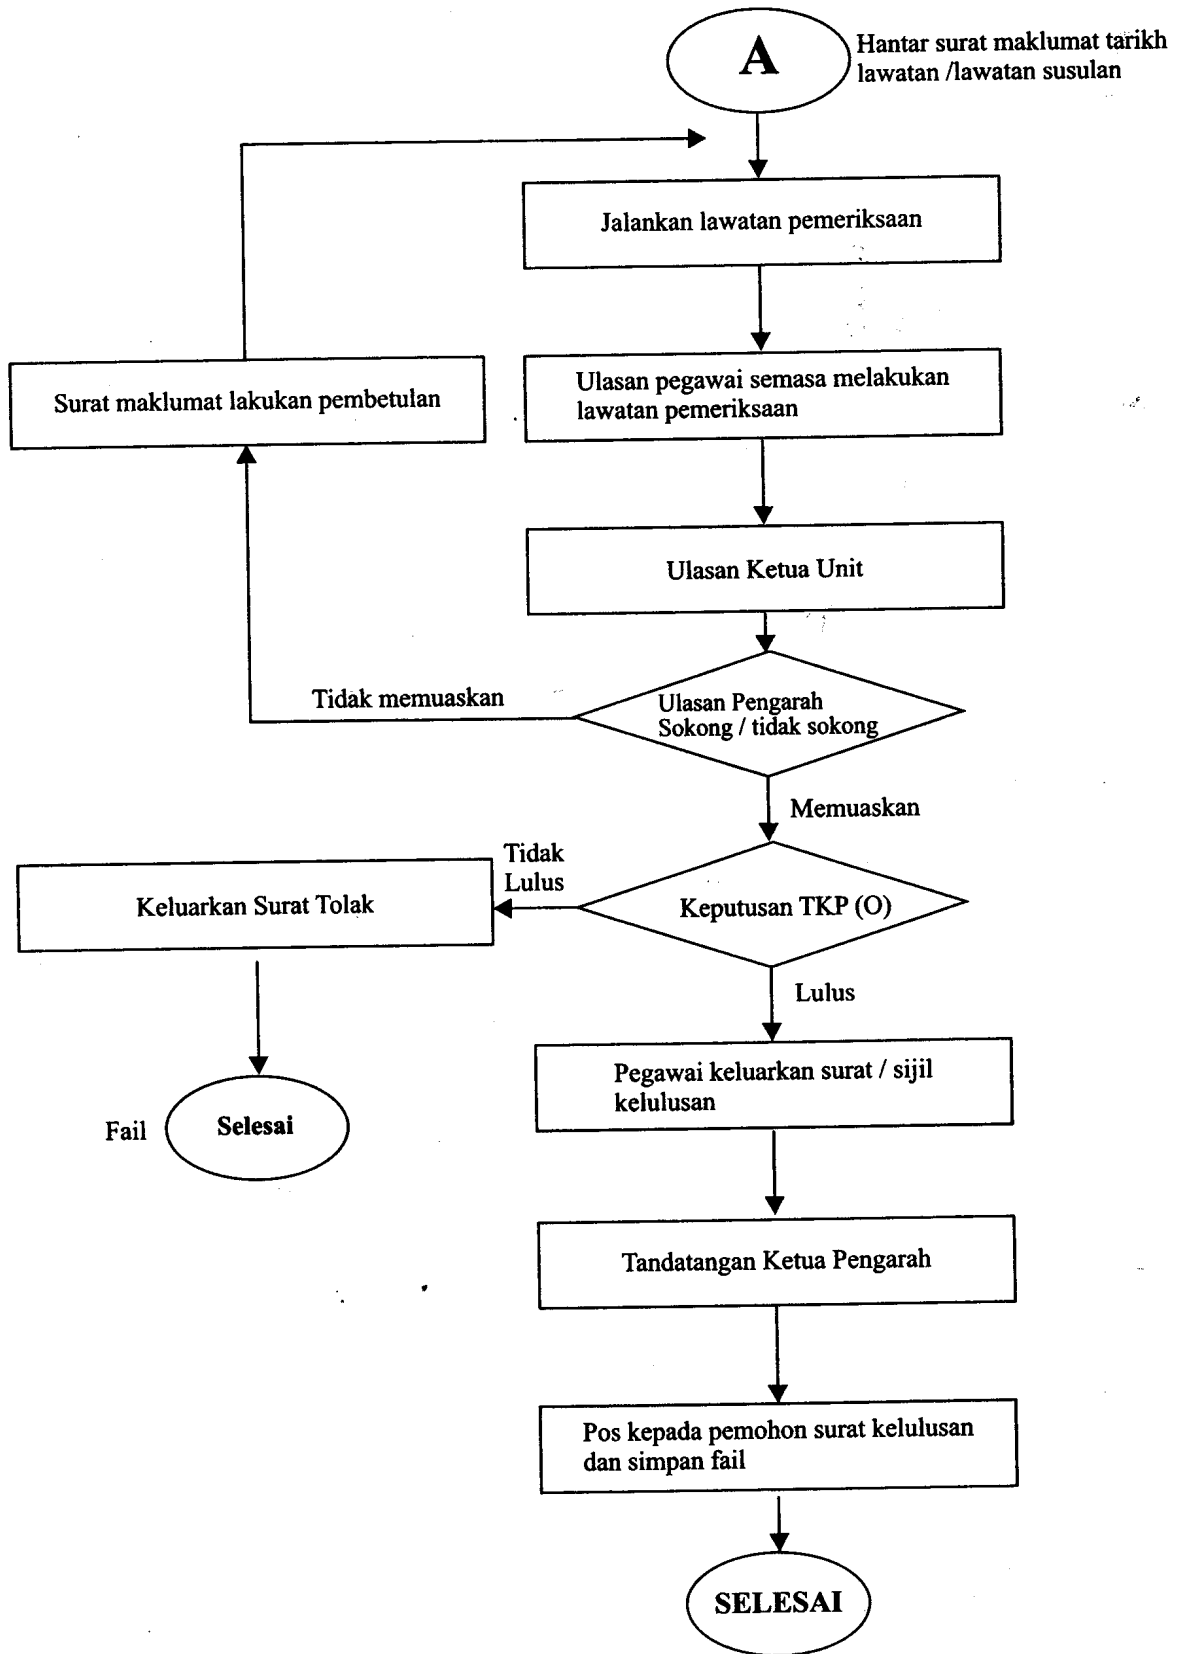 A
Hantar surat maklumat tarikh
lawatan /lawatan susulan
Jalankan lawatan pemeriksaan
Surat maklumat lakukan pembetulan
Ulasan pegawai semasa melakukan
lawatan pemeriksaan
Ulasan Ketua Unit
Tidak memuaskan
Ulasan Pengarah
Sokong / tidak sokong
Memuaskan
Tidak
Lulus
Keluarkan Surat Tolak
Keputusan TKP (O)
Lulus
Pegawai keluarkan surat / sijil
kelulusan
Fail
Selesai
Tandatangan Ketua Pengarah
Pos kepada pemohon surat kelulusan
dan simpan fail
SELESAI